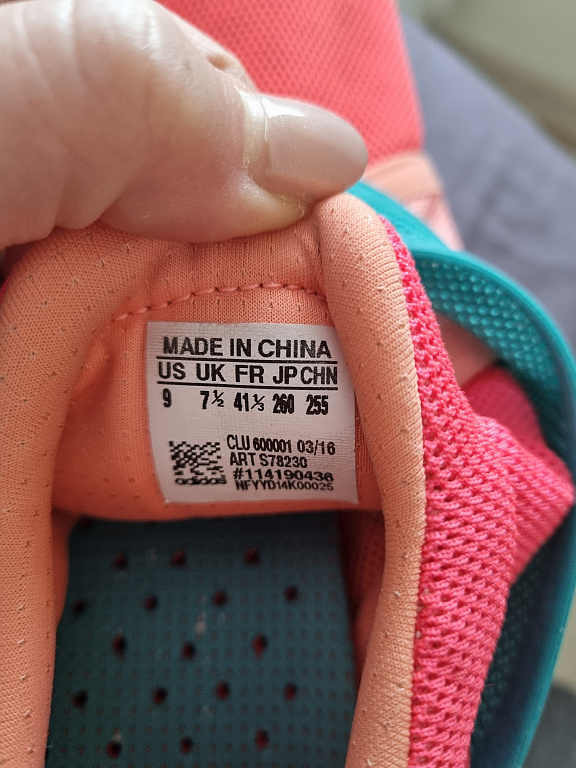 MADE IN CHINA
US UK FR JP CHN
9 7½ 41⅓ 260 255
CLU 600001 03/16
ART S78230
#114190436
adidas NFYYD14K00025